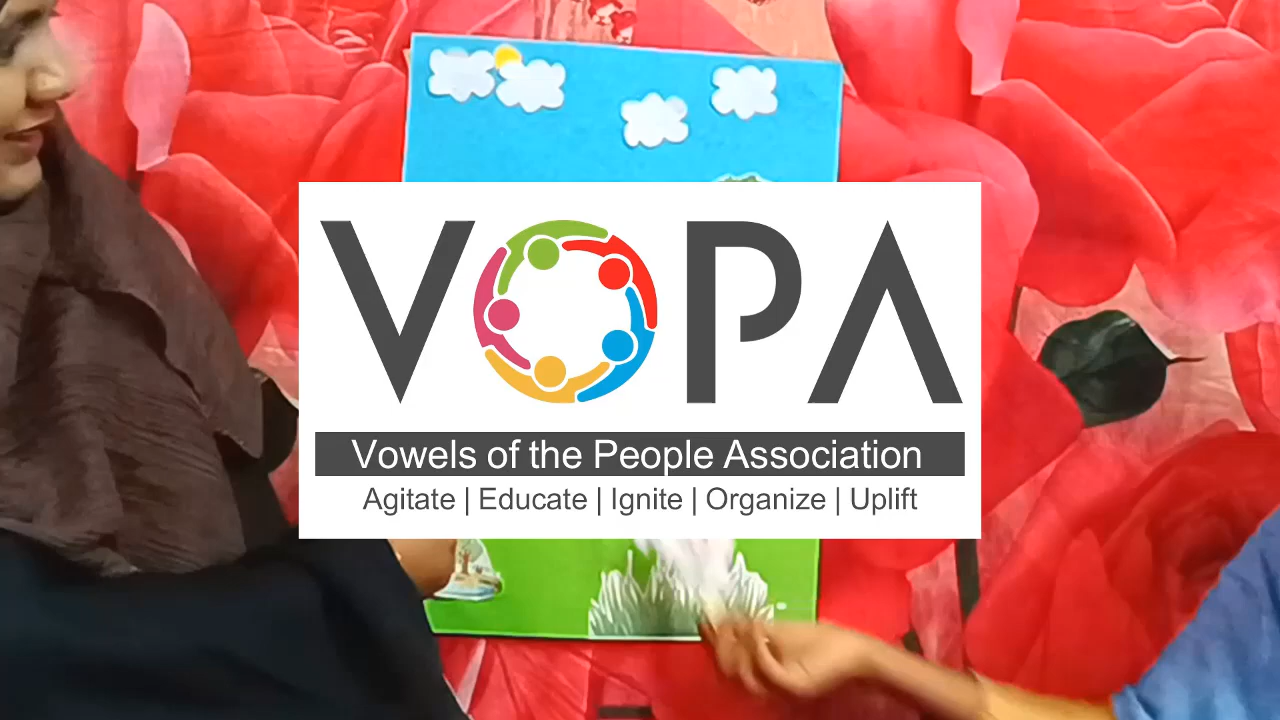 VOPA
Vowels of the People Association
Agitate | Educate | Ignite | Organize | Uplift